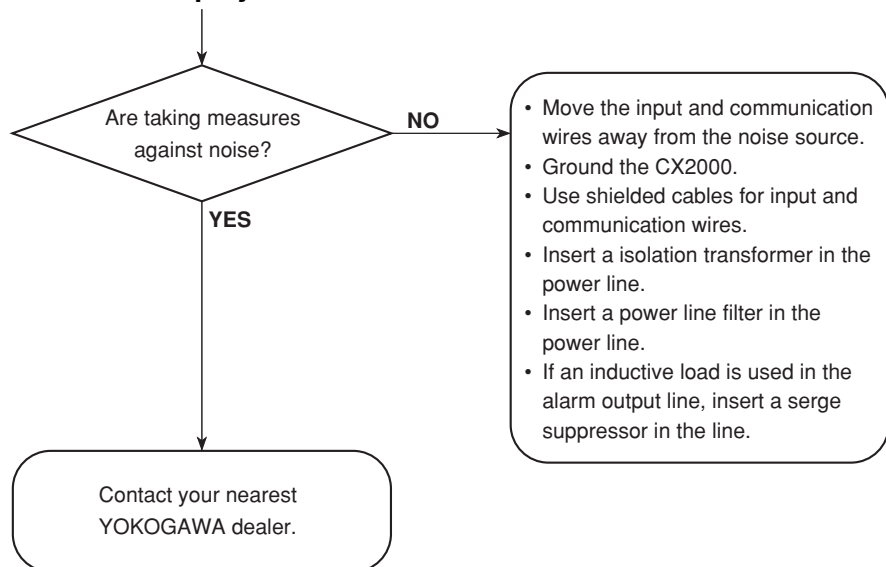 Are taking measures
against noise?
NO
YES
• Move the input and communication
wires away from the noise source.
• Ground the CX2000.
• Use shielded cables for input and
communication wires.
• Insert a isolation transformer in the
power line.
• Insert a power line filter in the
power line.
• If an inductive load is used in the
alarm output line, insert a serge
suppressor in the line.
Contact your nearest
YOKOGAWA dealer.